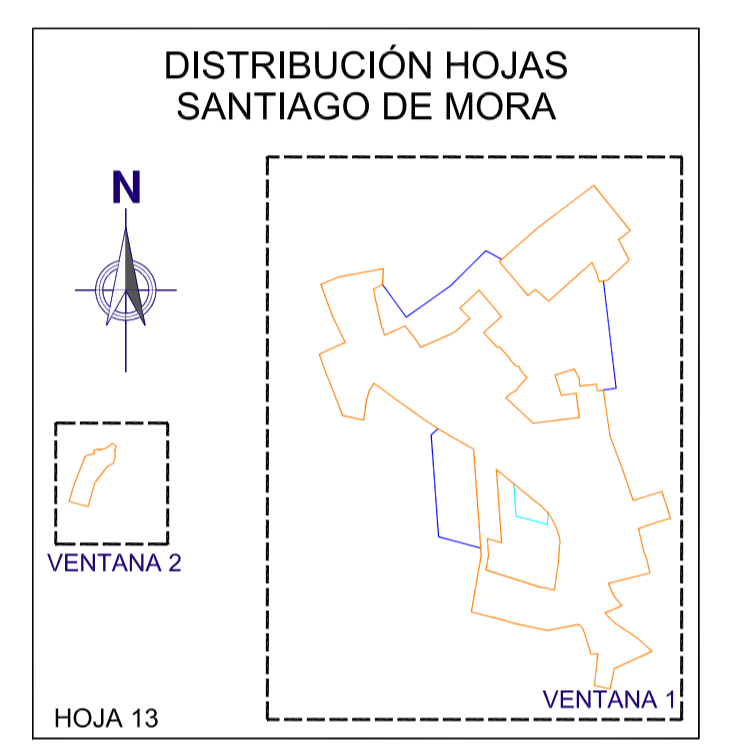 DISTRIBUCIÓN HOJAS
SANTIAGO DE MORA
N
VENTANA 2
VENTANA 1
HOJA 13